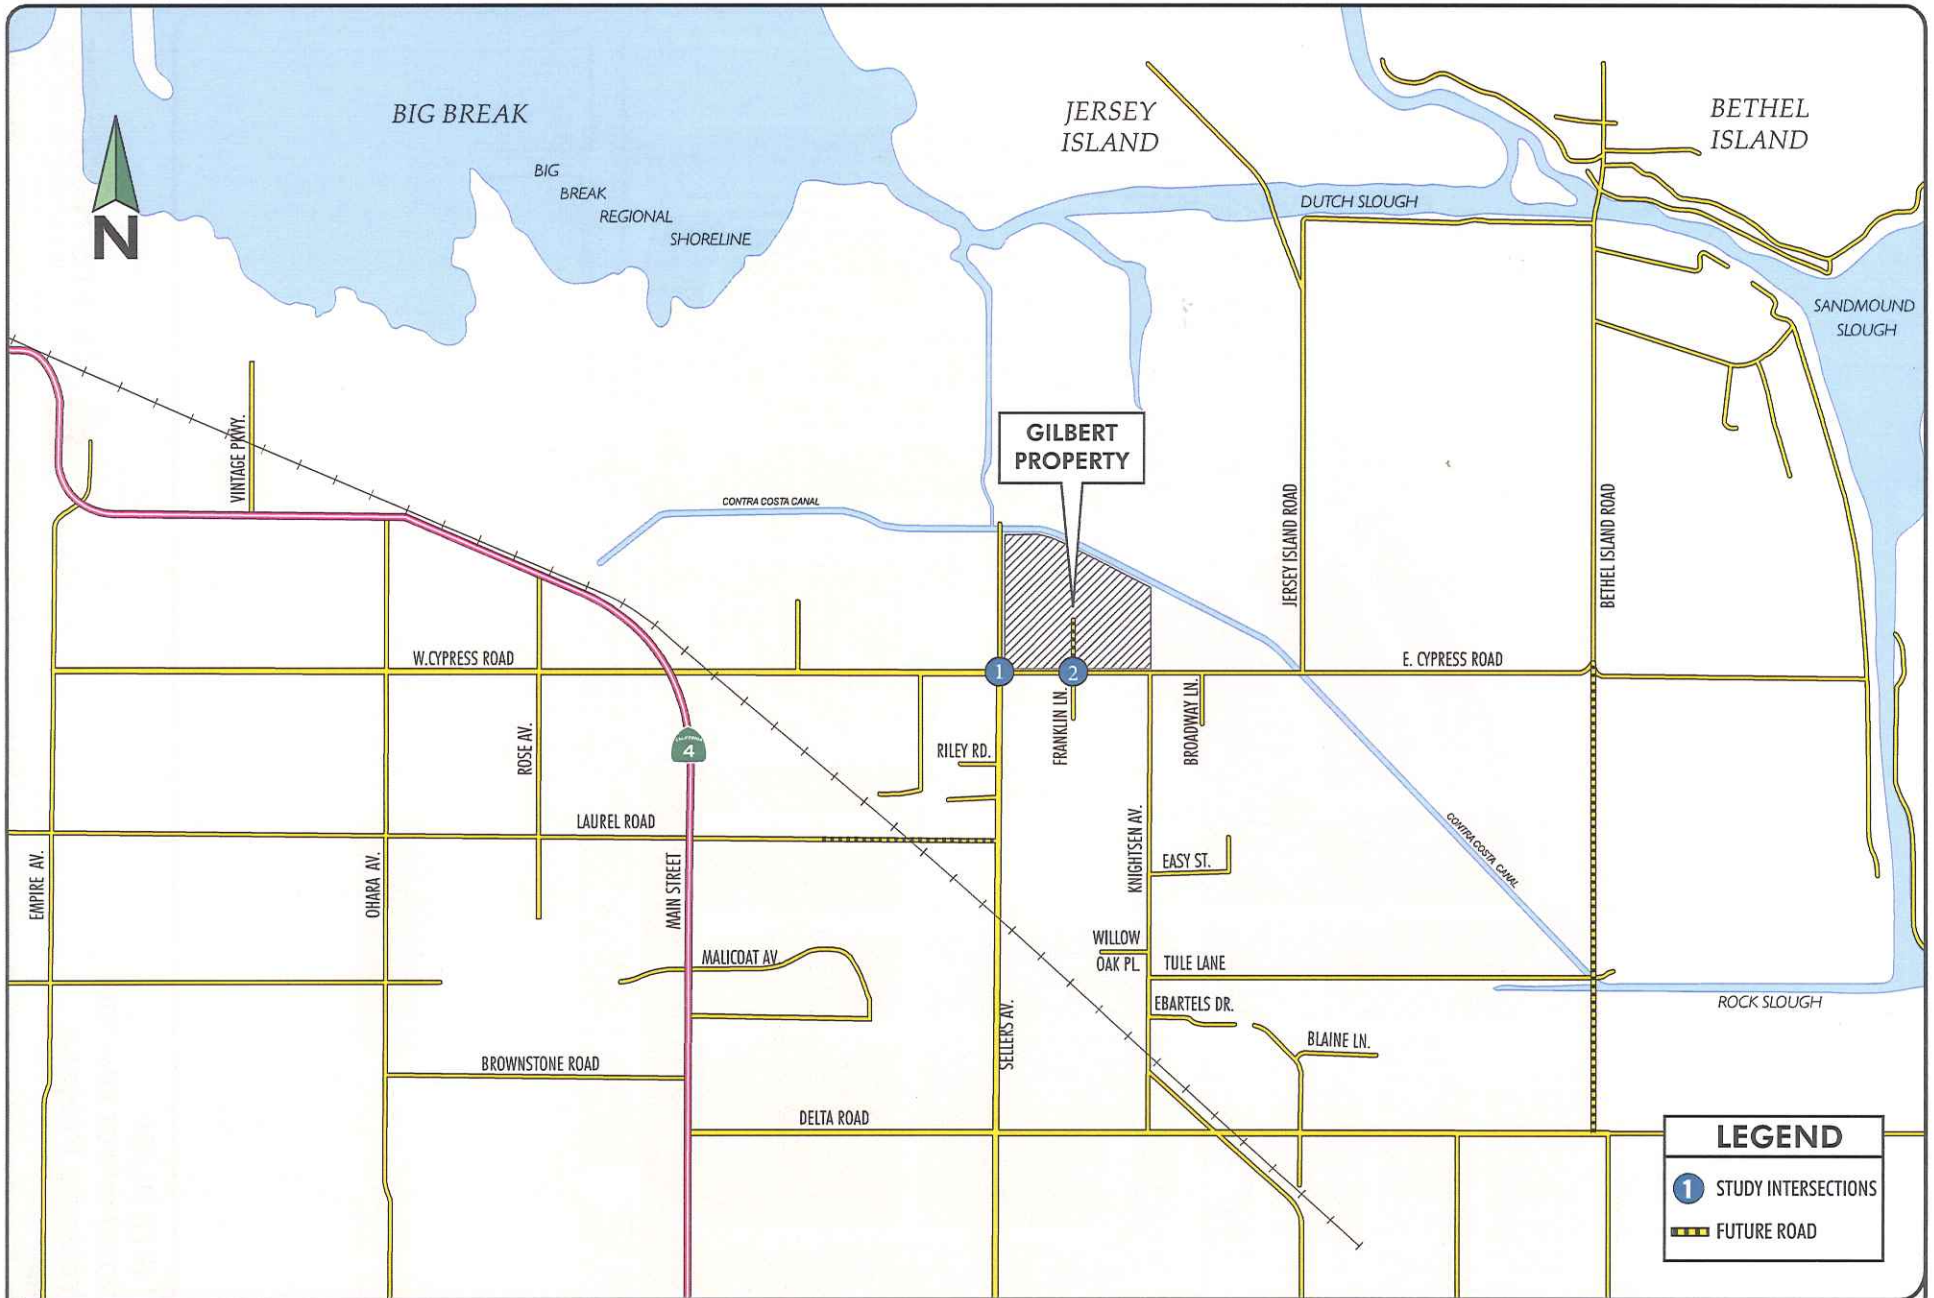 BIG BREAK
JERSEY
ISLAND
BETHEL
ISLAND
BIG
BREAK
REGIONAL
SHORELINE
DUTCH SLOUGH
N
SANDMOUND
SLOUGH
VINTAGE PKWY.
GILBERT
PROPERTY
CONTRA COSTA CANAL
JERSEY ISLAND ROAD
BETHEL ISLAND ROAD
W.CYPRESS ROAD
1
2
E. CYPRESS ROAD
ROSE AV.
CALIFORNIA
4
RILEY RD.
FRANKLIN LN.
BROADWAY LN.
LAUREL ROAD
EMPIRE AV.
OHARA AV.
MAIN STREET
KNIGHTSEN AV.
EASY ST.
CONTRA COSTA CANAL
MALICOAT AV.
WILLOW
OAK PL.
TULE LANE
SELLERS AV.
EBARTELS DR.
ROCK SLOUGH
BLAINE LN.
BROWNSTONE ROAD
DELTA ROAD
LEGEND
1 STUDY INTERSECTIONS
FUTURE ROAD